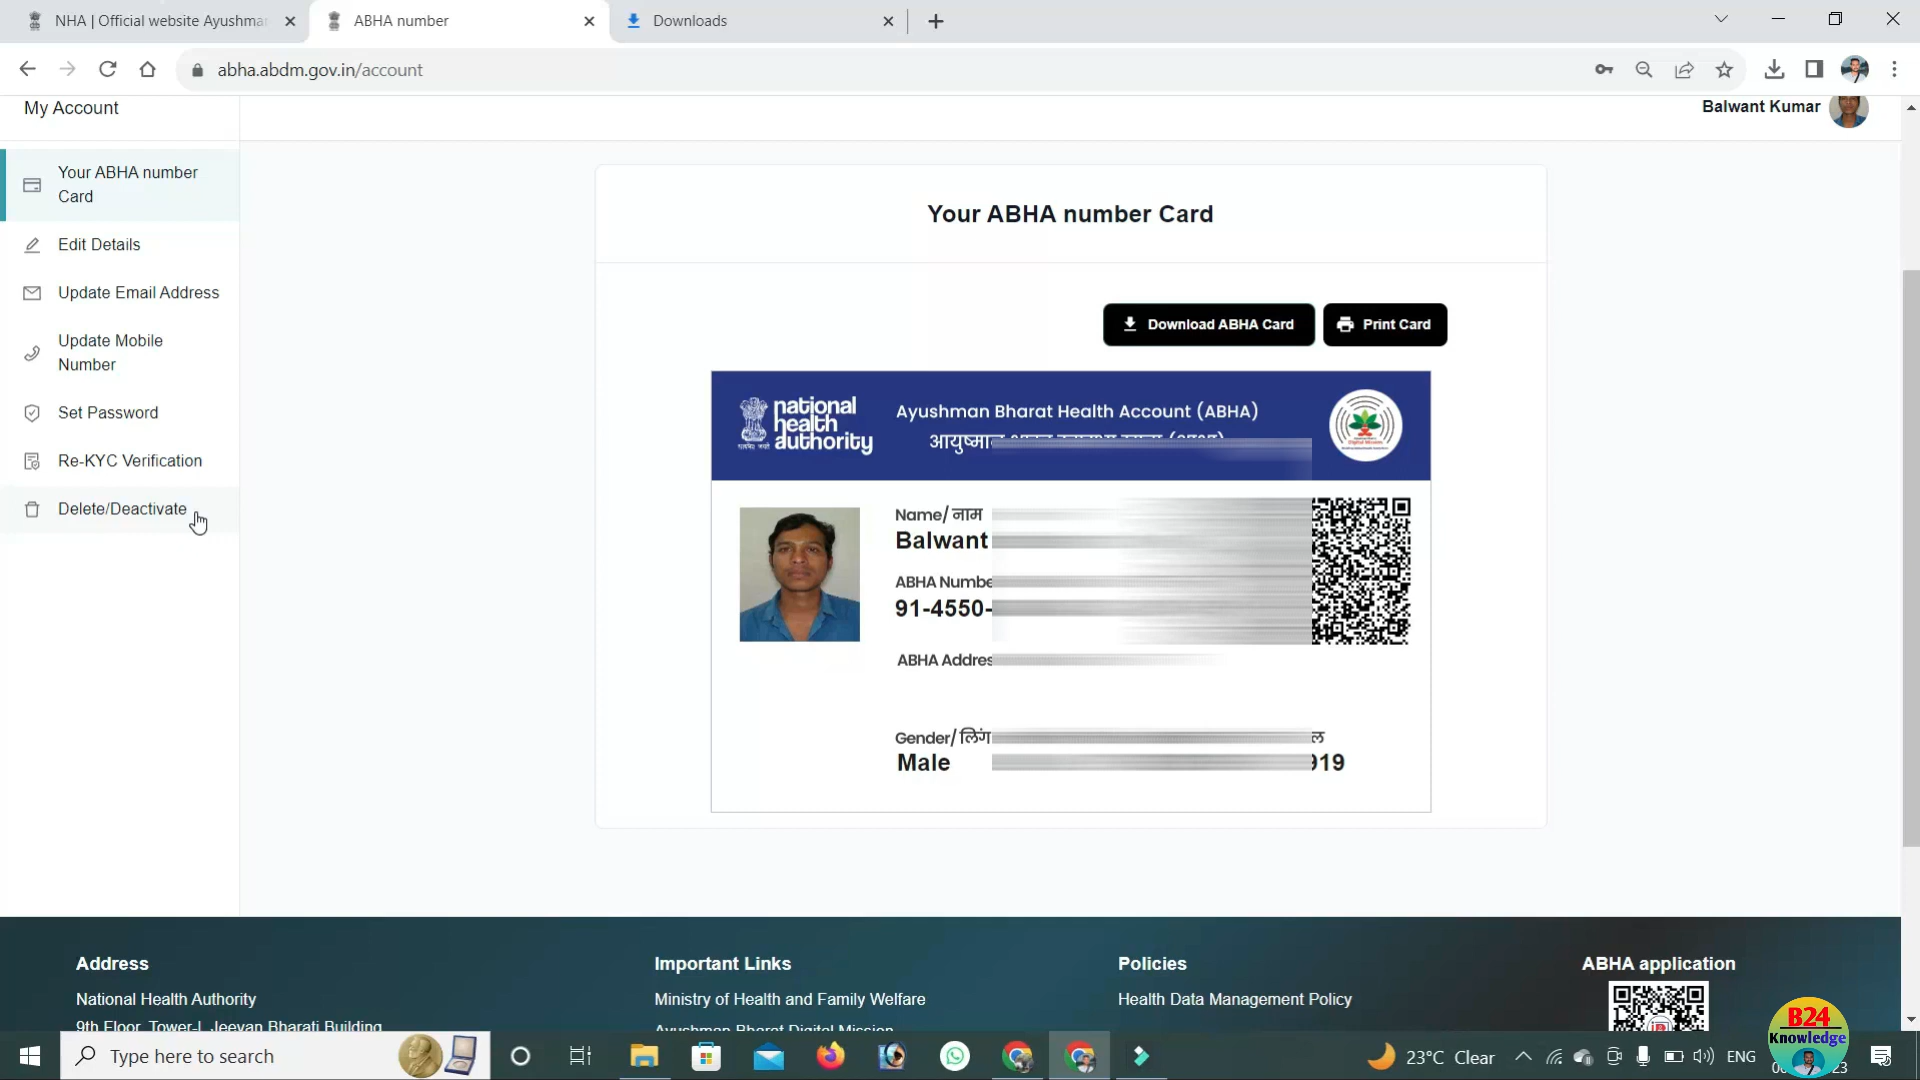 NHA | Official website Ayushma
ABHA number
Downloads
abha.abdm.gov.in/account
My Account
Balwant Kumar
Your ABHA number
Card
Edit Details
Update Email Address
Update Mobile
Number
Set Password
Re-KYC Verification
Delete/Deactivate
Your ABHA number Card
Download ABHA Card
Print Card
national
health
authority
Ayushman Bharat Health Account (ABHA)
Name/ नाम
Balwant
ABHA Numbe
91-4550-
ABHA Addres
Gender/ लिंग
Male
919
Address
Important Links
Policies
ABHA application
National Health Authority
Ministry of Health and Family Welfare
Health Data Management Policy
9th Floor, Tower-l, Jeevan Bharati Building
Ayushman Bharat Digital Mission
B24
Knowledge
Type here to search
23°C Clear
ENG